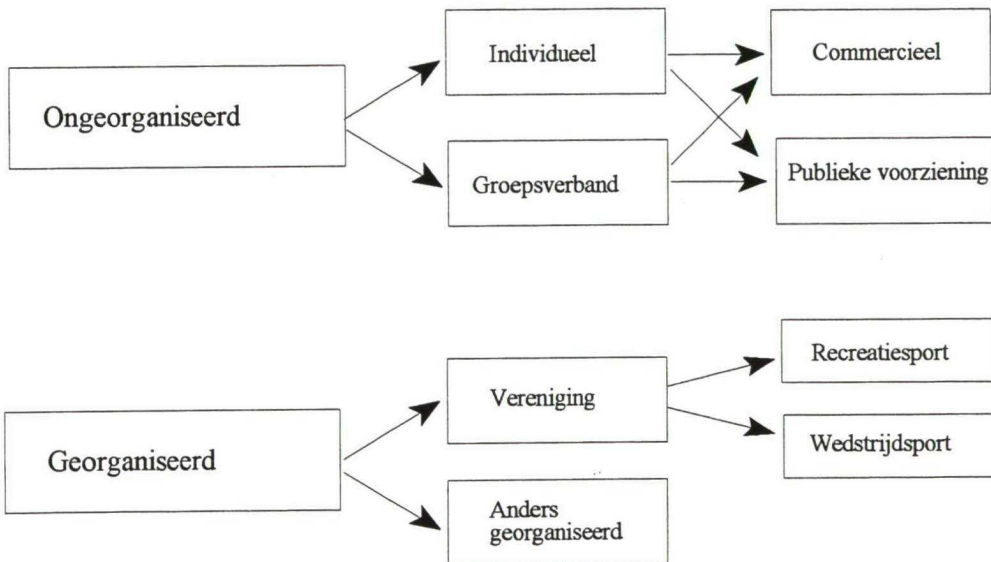 Ongeorganiseerd
Individueel
Groepsverband
Commercieel
Publieke voorziening
Georganiseerd
Vereniging
Anders
georganiseerd
Recreatiesport
Wedstrijdsport